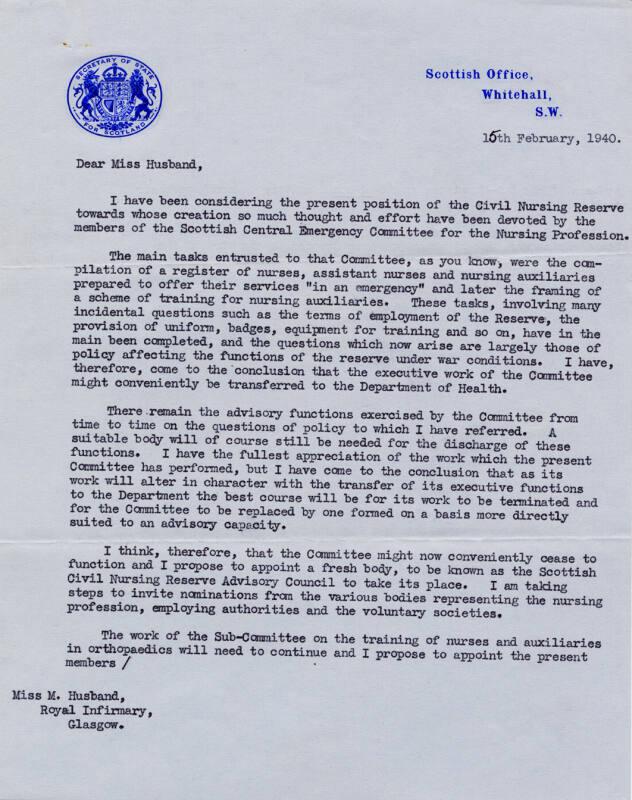 SECRETARY OF STATE
FOR SCOTLAND
Scottish Office,
Whitehall,
S.W.
15th February, 1940.
Dear Miss Husband,
I have been considering the present position of the Civil Nursing Reserve
towards whose creation so much thought and effort have been devoted by the
members of the Scottish Central Emergency Committee for the Nursing Profession.
The main tasks entrusted to that Committee, as you know, were the com-
pilation of a register of nurses, assistant nurses and nursing auxiliaries
prepared to offer their services "in an emergency" and later the framing of
a scheme of training for nursing auxiliaries. These tasks, involving many
incidental questions such as the terms of employment of the Reserve, the
provision of uniform, badges, equipment for training and so on, have in the
main been completed, and the questions which now arise are largely those of
policy affecting the functions of the reserve under war conditions. I have,
therefore, come to the conclusion that the executive work of the Committee
might conveniently be transferred to the Department of Health.
There remain the advisory functions exercised by the Committee from
time to time on the questions of policy to which I have referred. A
suitable body will of course still be needed for the discharge of these
functions. I have the fullest appreciation of the work which the present
Committee has performed, but I have come to the conclusion that as its
work will alter in character with the transfer of its executive functions
to the Department the best course will be for its work to be terminated and
for the Committee to be replaced by one formed on a basis more directly
suited to an advisory capacity.
I think, therefore, that the Committee might now conveniently cease to
function and I propose to appoint a fresh body, to be known as the Scottish
Civil Nursing Reserve Advisory Council to take its place. I am taking
steps to invite nominations from the various bodies representing the nursing
profession, employing authorities and the voluntary societies.
The work of the Sub-Committee on the training of nurses and auxiliaries
in orthopaedics will need to continue and I propose to appoint the present
members /
Miss M. Husband,
Royal Infirmary,
Glasgow.